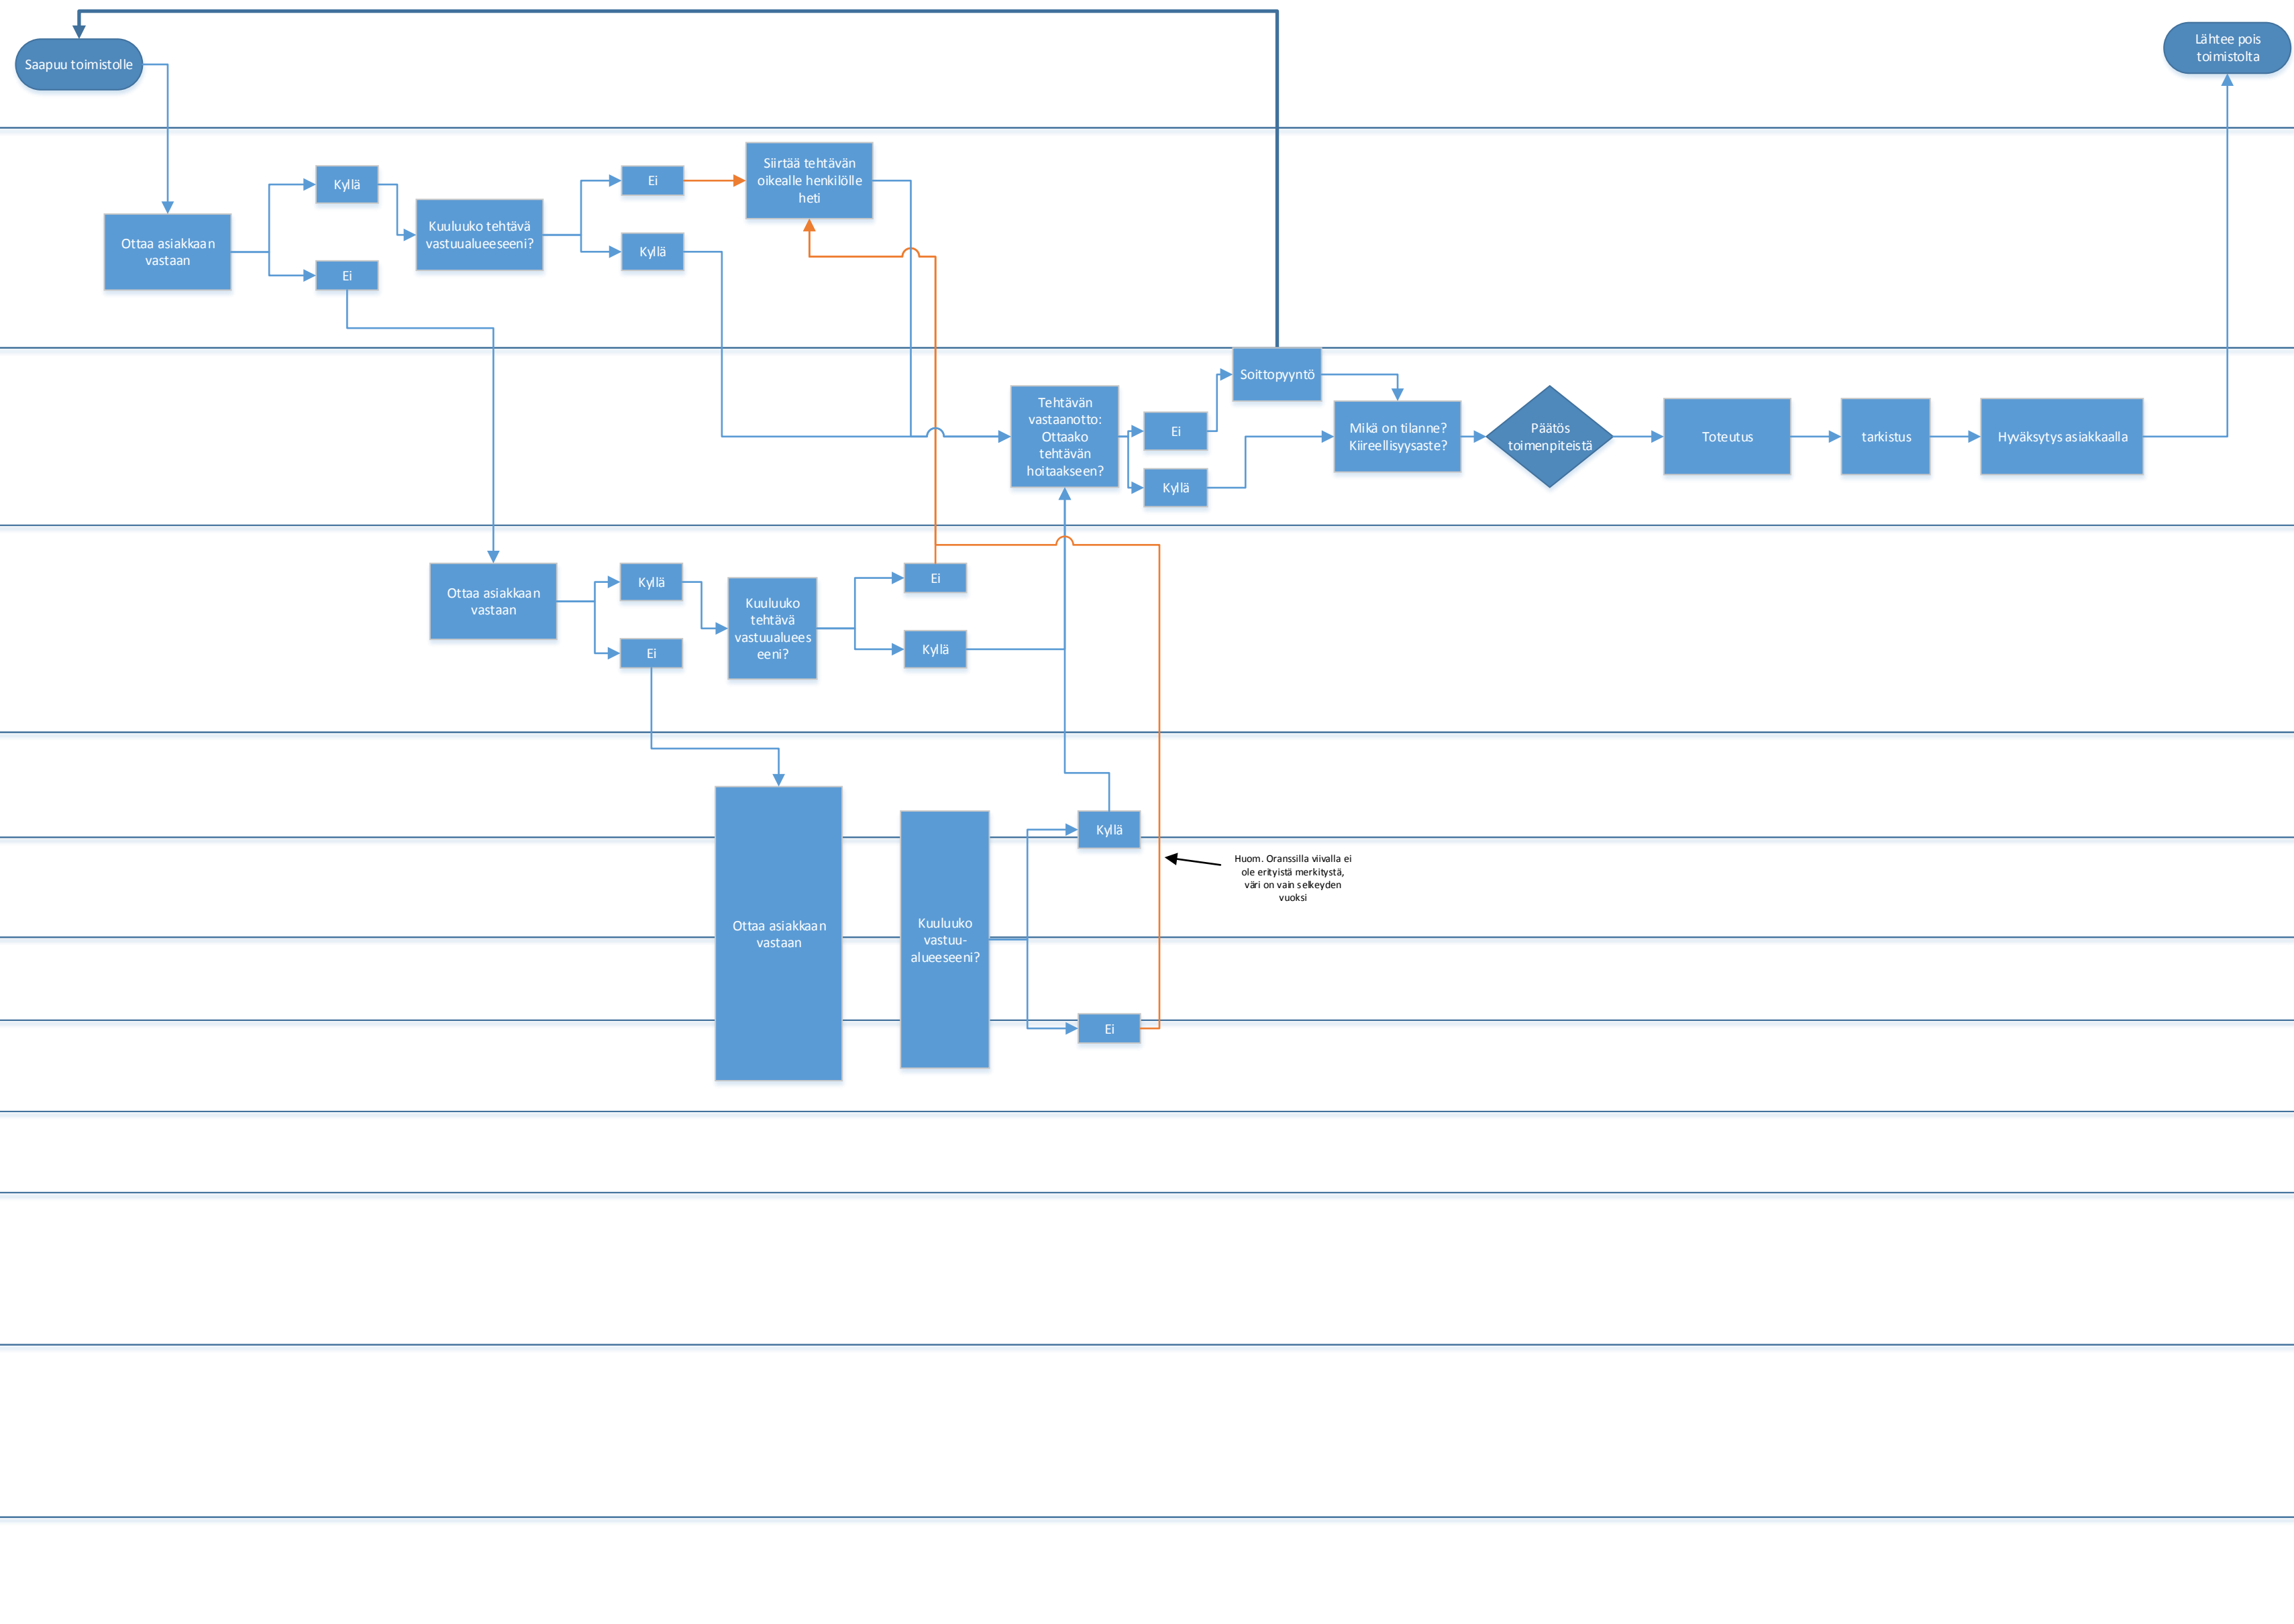 Saapuu toimistolle
Lähtee pois
toimistolta
Ottaa asiakkaan
vastaan
Kyllä
Ei
Kuuluuko tehtävä
vastuualueeseeni?
Ei
Kyllä
Siirtää tehtävän
oikealle henkilölle
heti
Tehtävän
vastaanotto:
Ottaako
tehtävän
hoitaakseen?
Ei
Kyllä
Soittopyyntö
Mikä on tilanne?
Kiireellisyysaste?
Päätös
toimenpiteistä
Toteutus
tarkistus
Hyväksytys asiakkaalla
Ottaa asiakkaan
vastaan
Kyllä
Ei
Kuuluuko
tehtävä
vastuualuees
eeni?
Ei
Kyllä
Ottaa asiakkaan
vastaan
Kuuluuko
vastuu-
alueeseeni?
Kyllä
Ei
Huom. Oranssilla viivalla ei
ole erityistä merkitystä,
väri on vain selkeyden
vuoksi